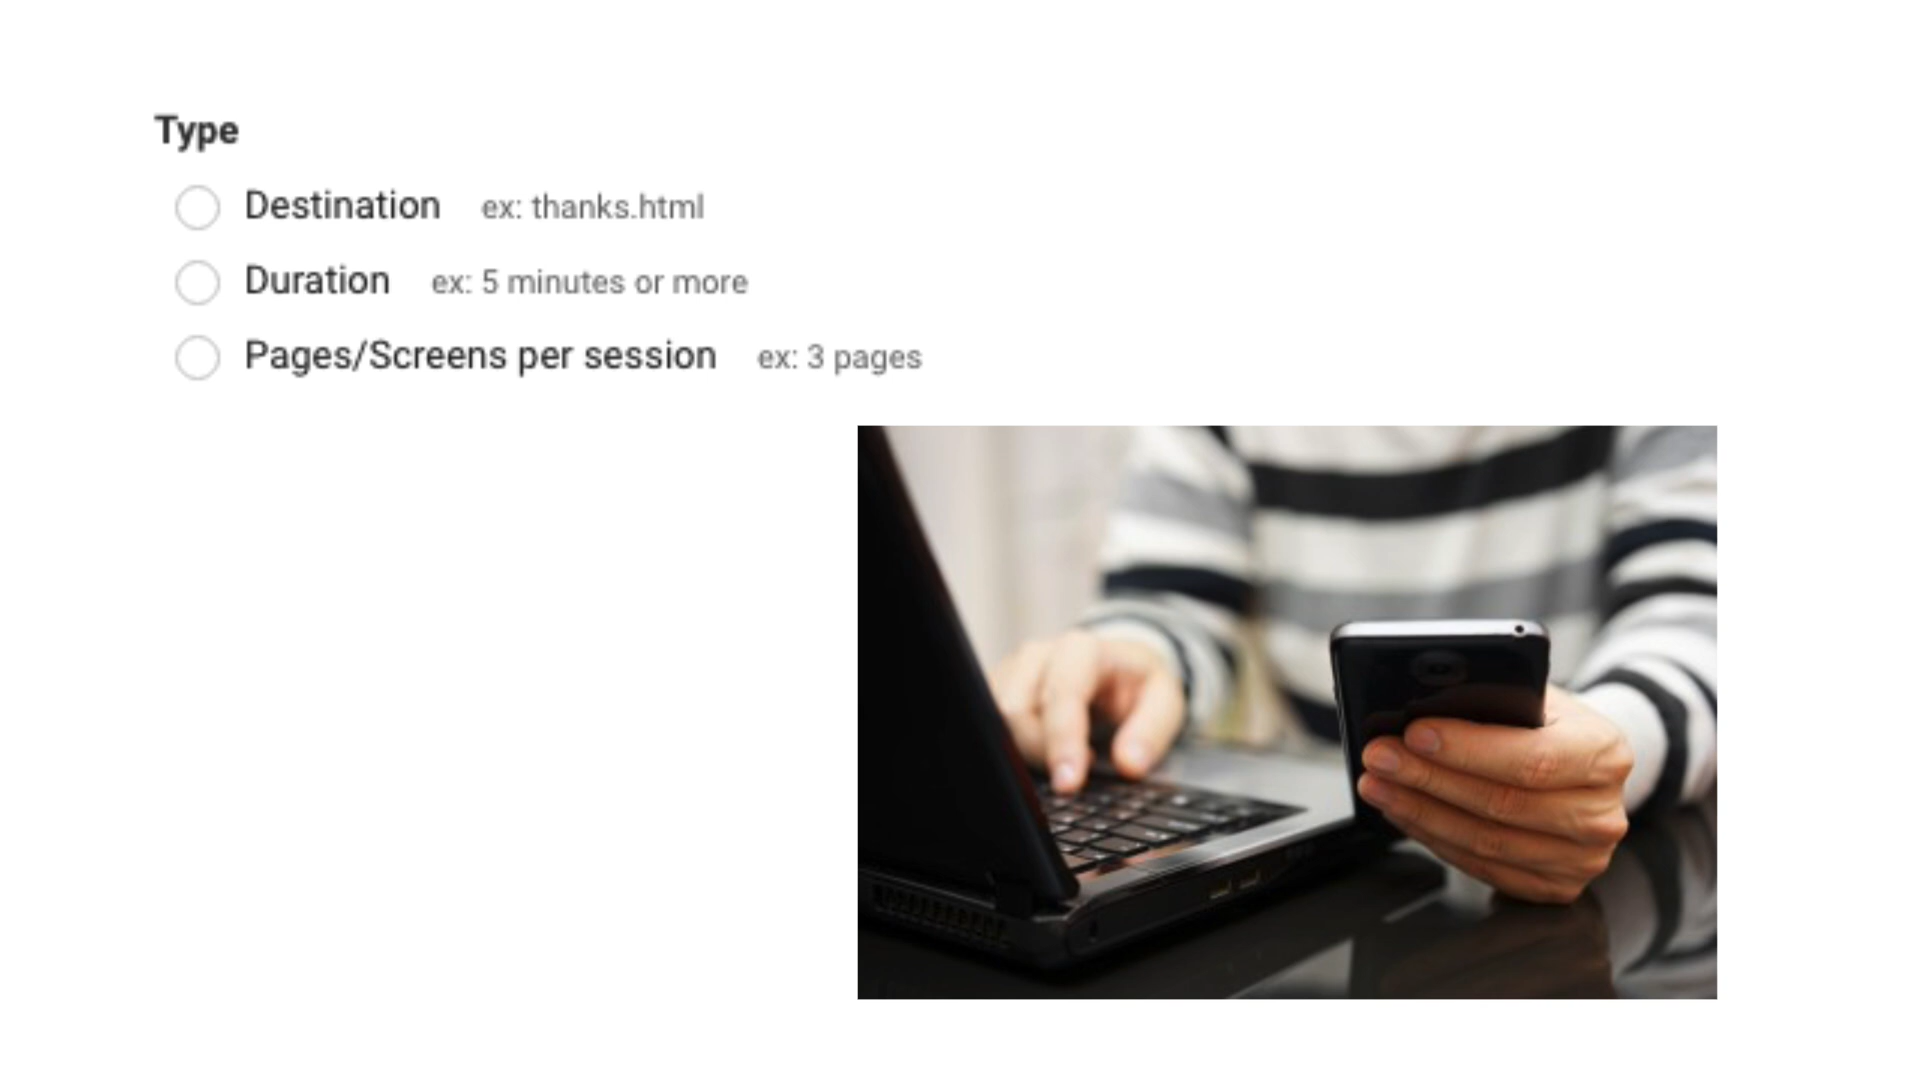 Type
Destination ex: thanks.html
Duration ex: 5 minutes or more
Pages/Screens per session ex: 3 pages